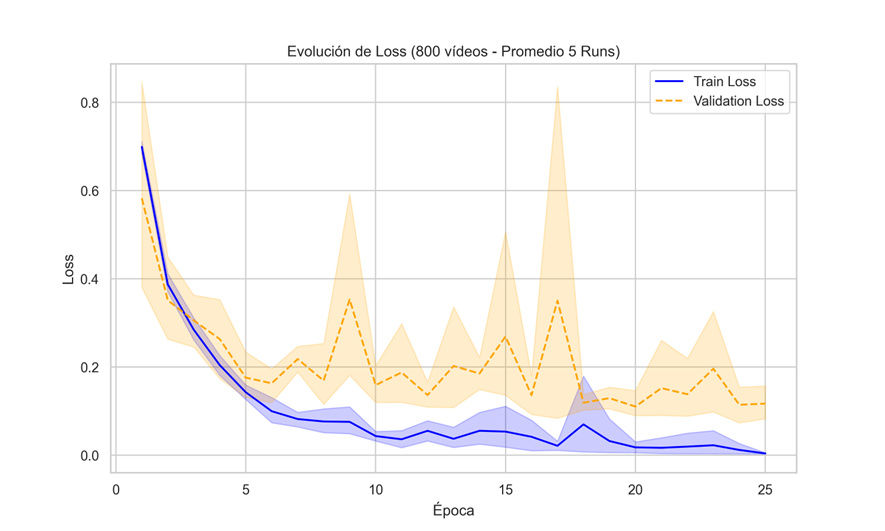 Evolución de Loss (800 vídeos - Promedio 5 Runs)
Train Loss
Validation Loss
Loss
0.8
0.6
0.4
0.2
0.0
0 5 10 15 20 25
Época